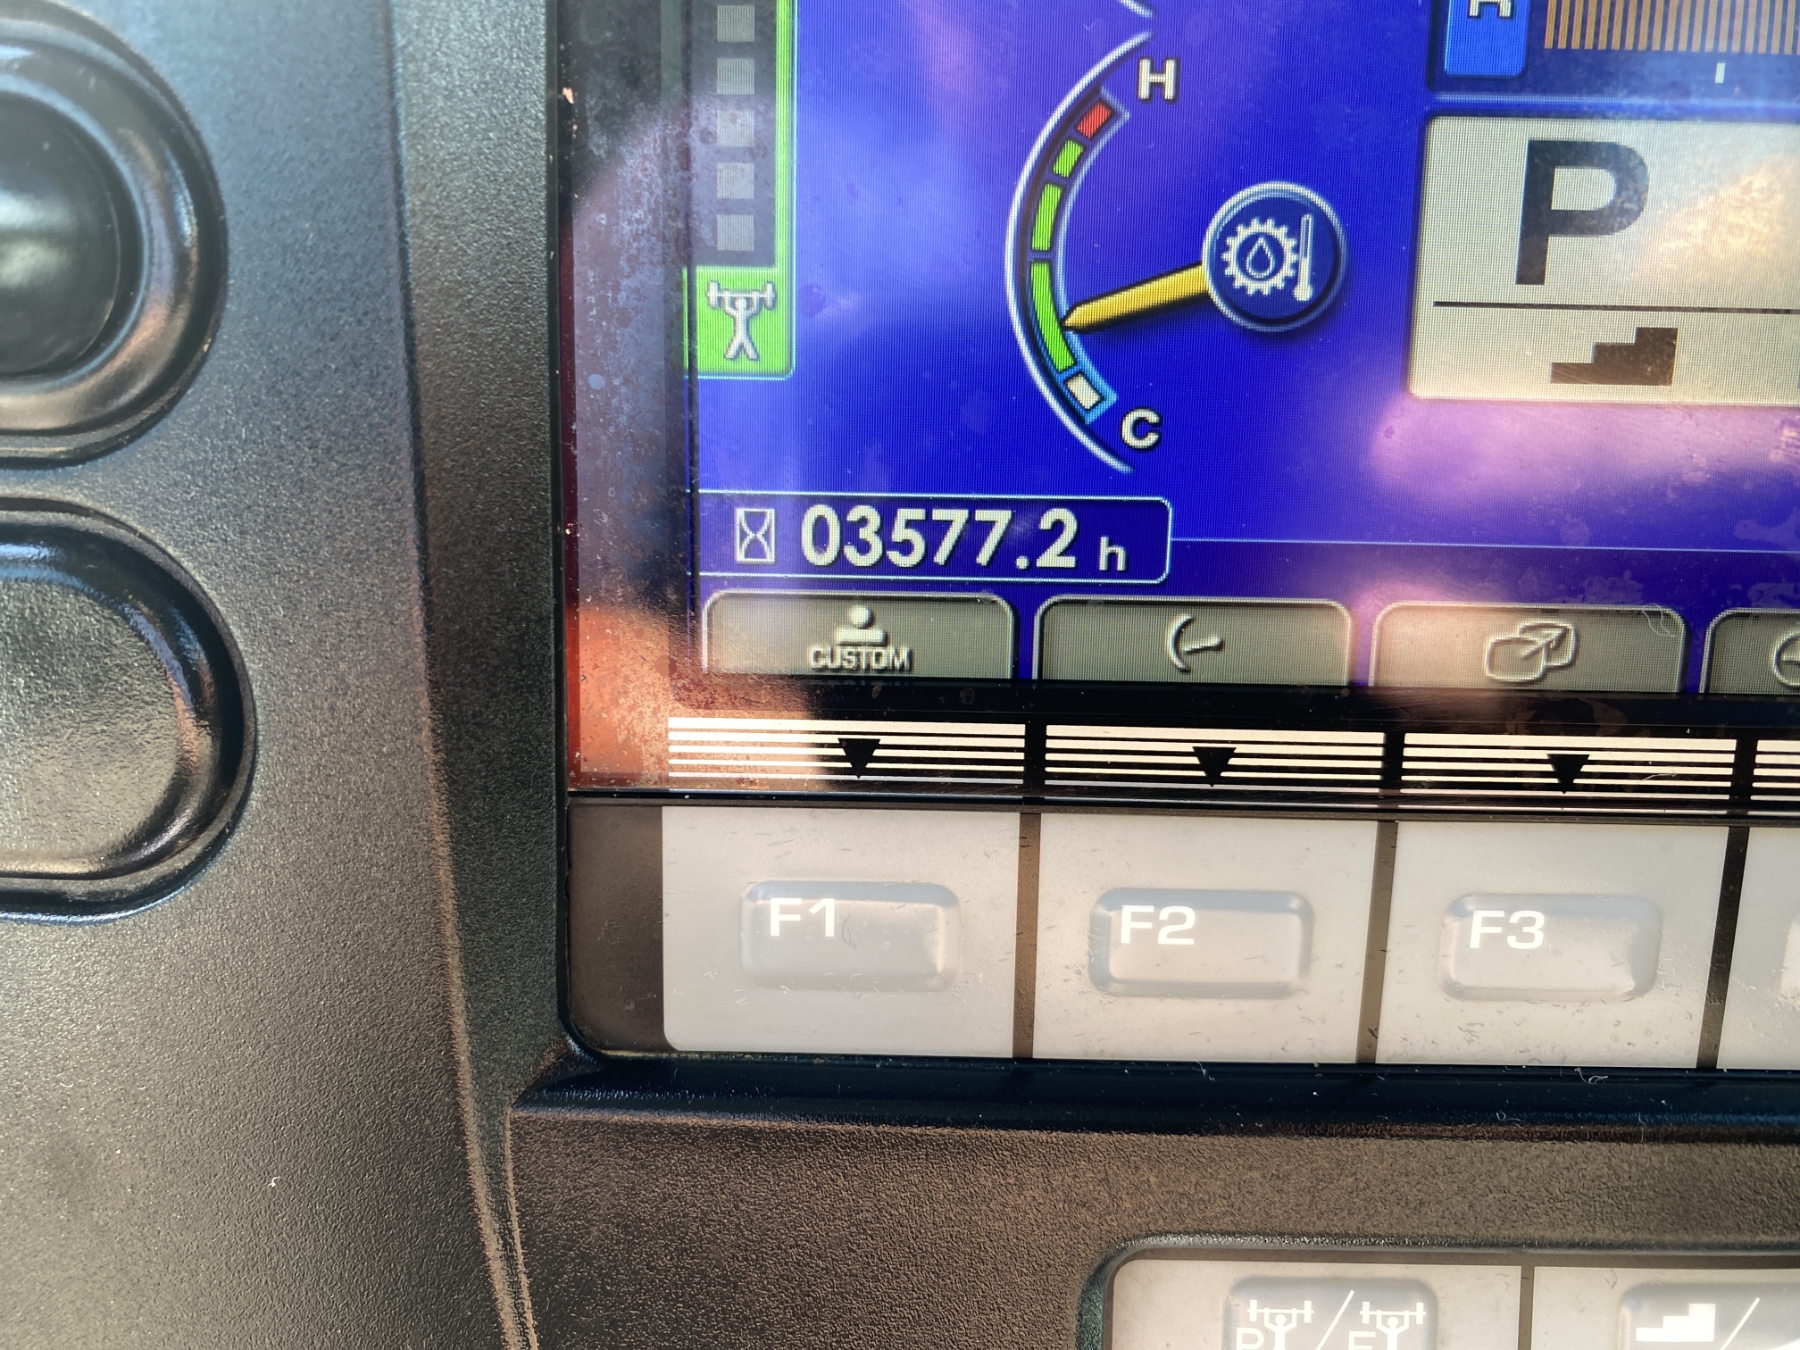 H
P
C
03577.2 h
CUSTOM
F1 F2 F3
P / E